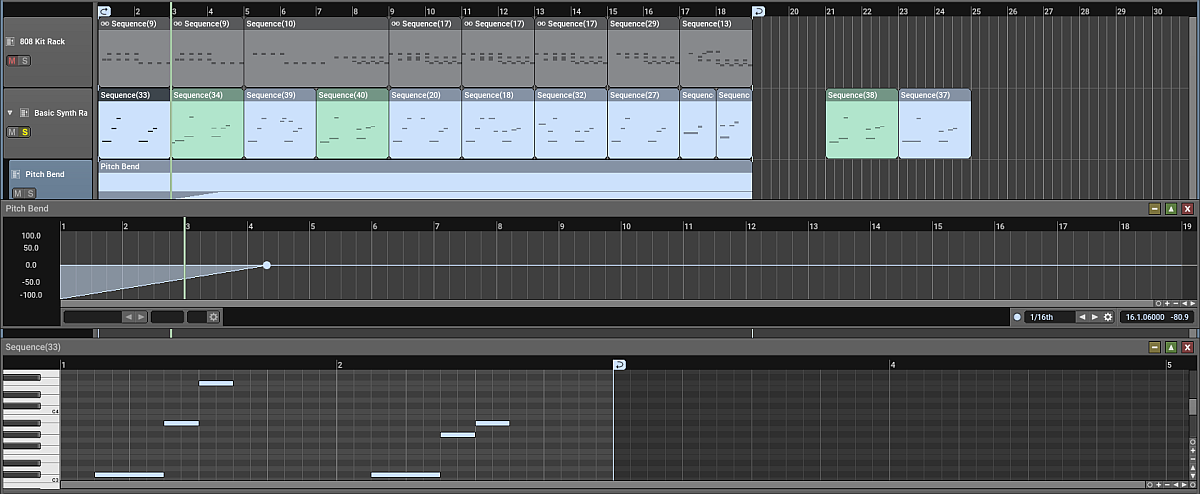 2 3 4 5 6 7 8 9 10 11 12 13 14 15 16 17 18 20 21 22 23 24 25 26 27 28 29 30
Sequence(9) Sequence(9) Sequence(10) Sequence(17) Sequence(17) Sequence(17) Sequence(29) Sequence(13)
808 Kit Rack
M S
Sequence(33) Sequence(34) Sequence(39) Sequence(40) Sequence(20) Sequence(18) Sequence(32) Sequence(27) Sequenc Sequenc Sequence(38) Sequence(37)
Basic Synth Ra
M S
Pitch Bend
Pitch Bend
M S
Pitch Bend
1 2 3 4 5 6 7 8 9 10 11 12 13 14 15 16 17 18 19
100.0
50.0
0.0
-50.0
-100.0
1/16th 16.1.06000 -80.9
Sequence(33)
1 2 4 5
C4
C3